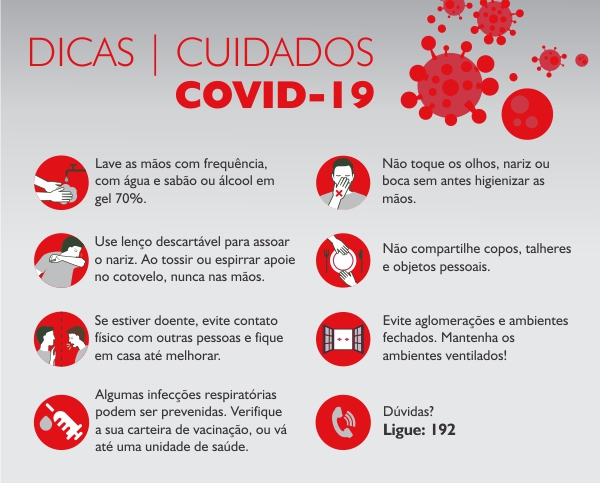 DICAS | CUIDADOS
COVID-19
Lave as mãos com frequência,
com água e sabão ou álcool em
gel 70%.
Não toque os olhos, nariz ou
boca sem antes higienizar as
mãos.
Use lenço descartável para assoar
o nariz. Ao tossir ou espirrar apoie
no cotovelo, nunca nas mãos.
Não compartilhe copos, talheres
e objetos pessoais.
Se estiver doente, evite contato
físico com outras pessoas e fique
em casa até melhorar.
Evite aglomerações e ambientes
fechados. Mantenha os
ambientes ventilados!
Algumas infecções respiratórias
podem ser prevenidas. Verifique
a sua carteira de vacinação, ou vá
até uma unidade de saúde.
Dúvidas?
Ligue: 192